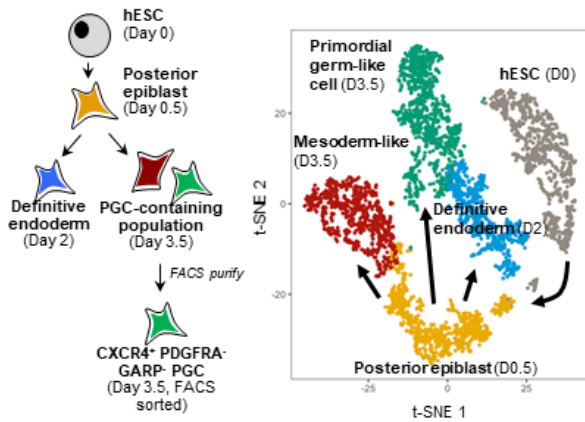 hESC
(Day 0)
Posterior
epiblast
(Day 0.5)
Definitive
endoderm
(Day 2)
PGC-containing
population
(Day 3.5)
FACS purify
CXCR4⁺ PDGFRA⁻
GARP⁻ PGC
(Day 3.5, FACS
sorted)
Primordial
germ-like
cell (D3.5)
hESC (D0)
Mesoderm-like
(D3.5)
Definitive
endoderm (D2)
Posterior epiblast (D0.5)
t-SNE 2
20
0
-20
-25
0
25
t-SNE 1